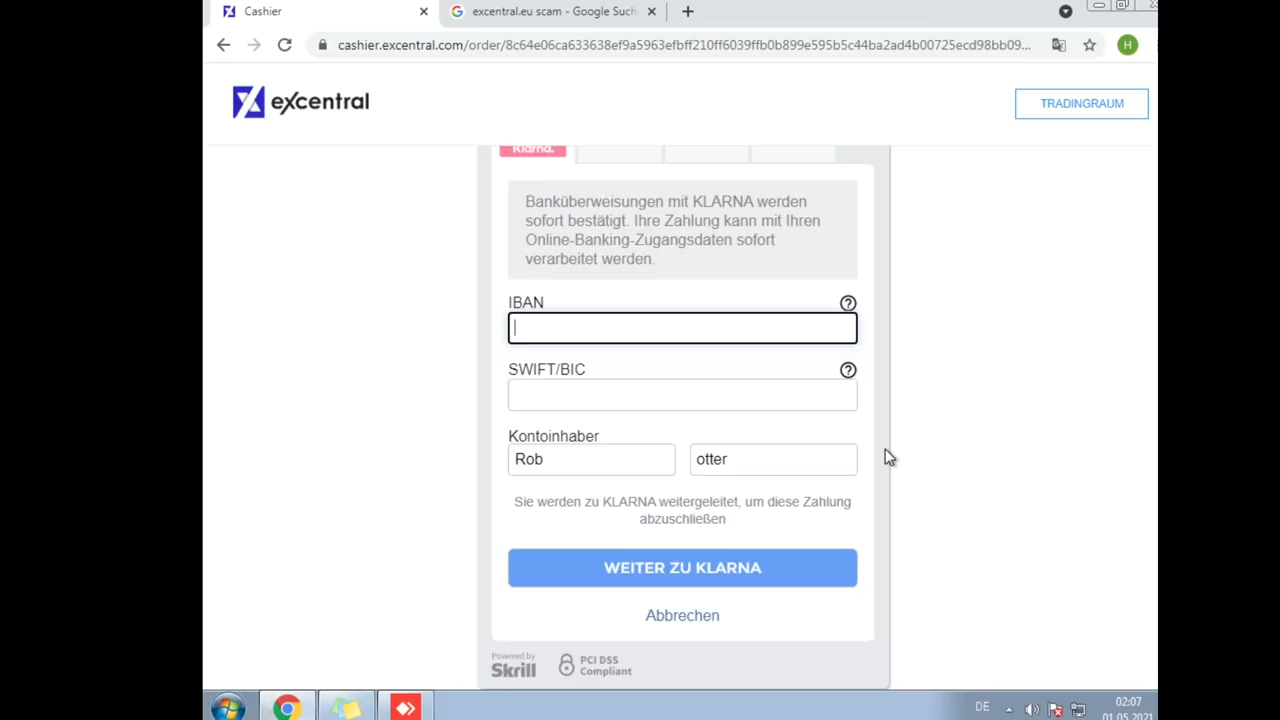 Cashier
excentral.eu scam - Google Such
cashier.excentral.com/order/8c64e06ca633638ef9a5963efbff210ff6039ffb0b899e595b5c44ba2ad4b00725ecd98bb09...
H
excentral
TRADINGRAUM
Klarna.
Banküberweisungen mit KLARNA werden
sofort bestätigt. Ihre Zahlung kann mit Ihren
Online-Banking-Zugangsdaten sofort
verarbeitet werden.
IBAN
SWIFT/BIC
Kontoinhaber
Rob
otter
Sie werden zu KLARNA weitergeleitet, um diese Zahlung
abzuschließen
WEITER ZU KLARNA
Abbrechen
Powered by
Skrill
PCI DSS
Compliant
DE
02:07
01.05.2021